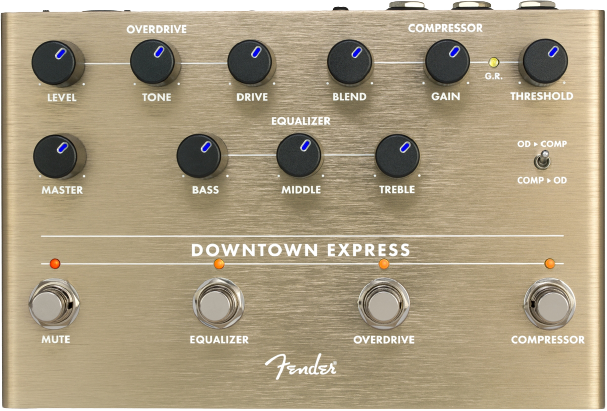 OVERDRIVE
COMPRESSOR
G.R.
LEVEL TONE DRIVE BLEND GAIN THRESHOLD
EQUALIZER
OD ▸ COMP
COMP ▸ OD
MASTER BASS MIDDLE TREBLE
DOWNTOWN EXPRESS
MUTE EQUALIZER OVERDRIVE COMPRESSOR
Fender®